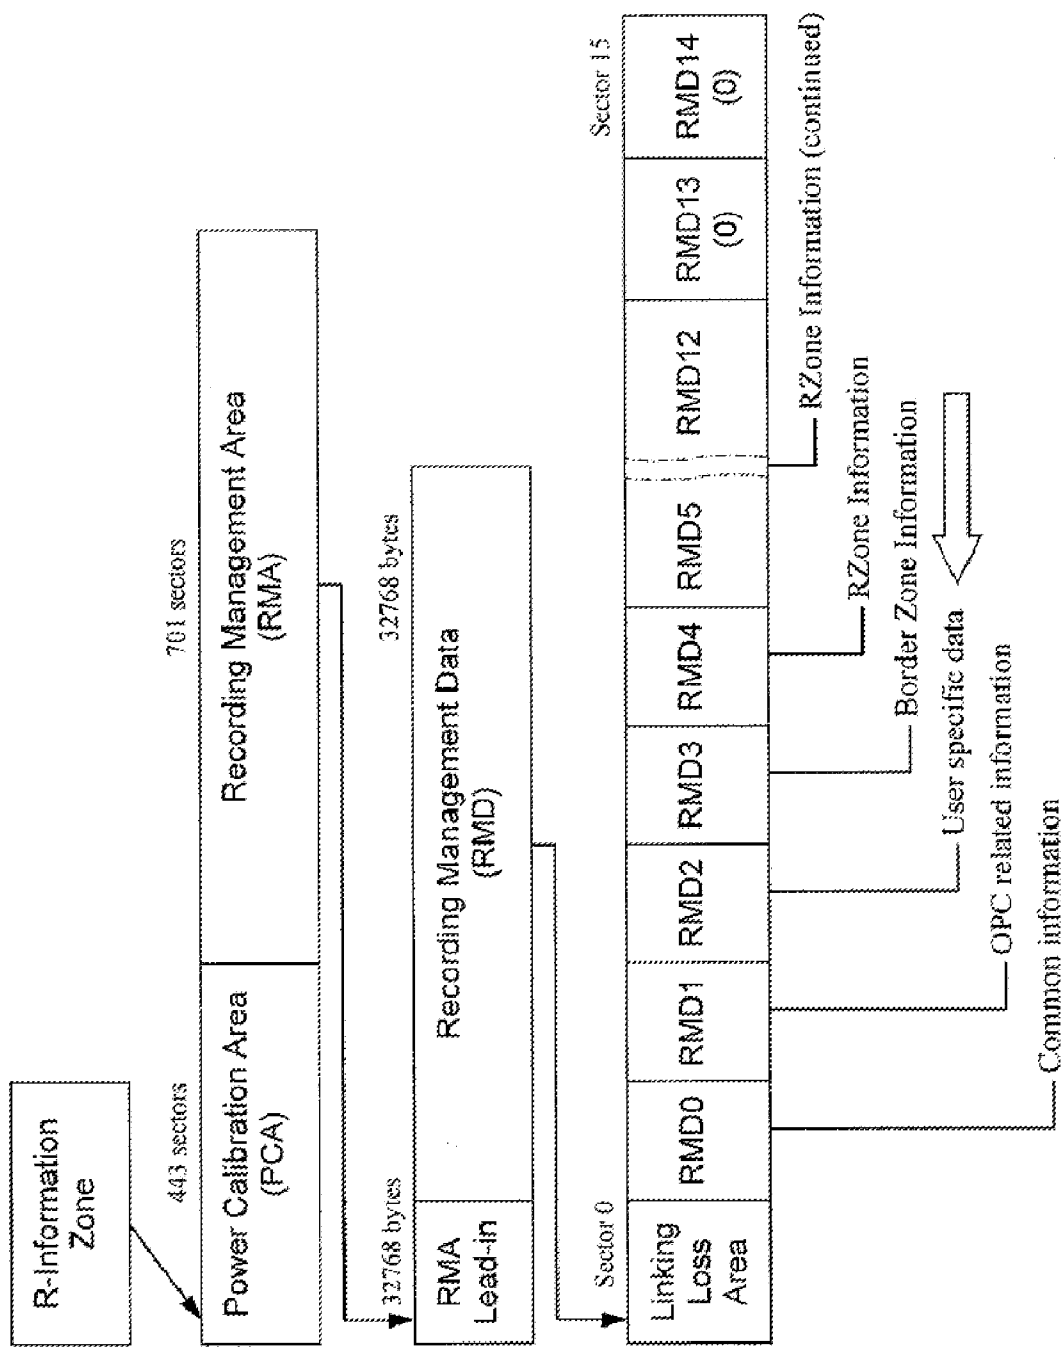 R-Information
Zone
443 sectors
701 sectors
Power Calibration Area
(PCA)
Recording Management Area
(RMA)
32768 bytes
32768 bytes
RMA
Lead-in
Recording Management Data
(RMD)
Sector 0
Sector 15
Linking
Loss
Area
RMD0
RMD1
RMD2
RMD3
RMD4
RMD5
RMD12
RMD13
(0)
RMD14
(0)
RZone Information (continued)
RZone Information
Border Zone Information
User specific data
OPC related information
Common information